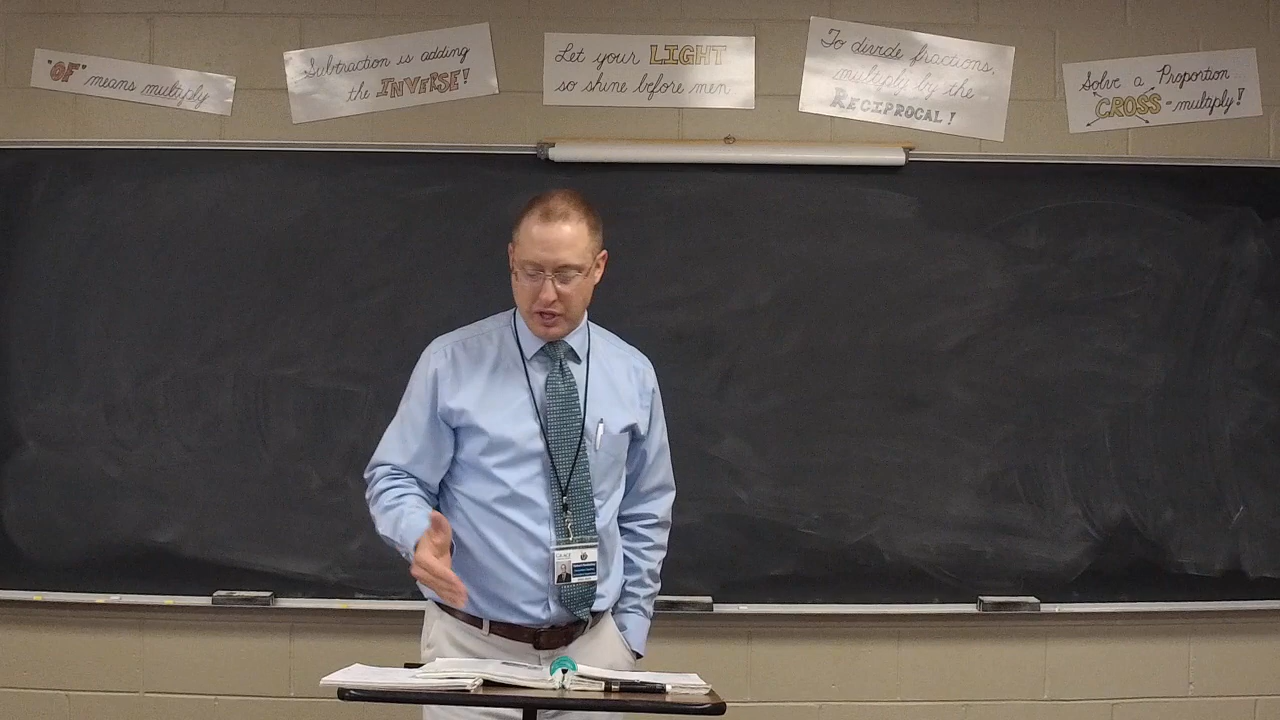 "OF" means multiply
Subtraction is adding
the INVERSE!
Let your LIGHT
so shine before men
To divide fractions,
multiply by the
RECIPROCAL!
Solve a Proportion
CROSS-multiply!
GRACE